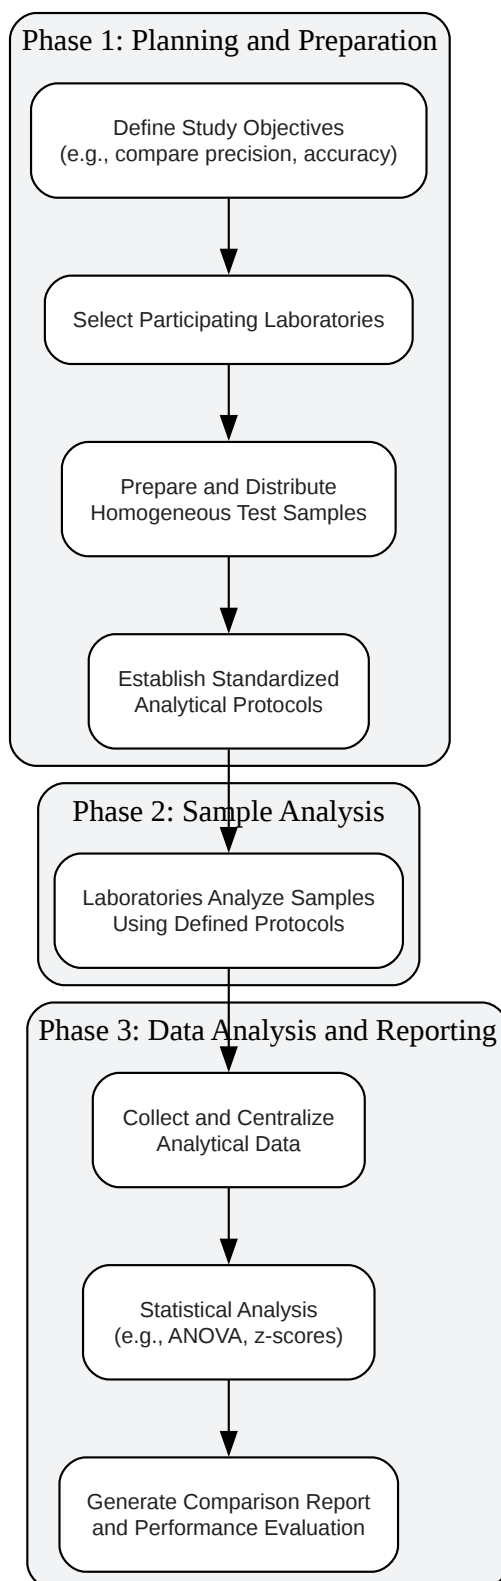 Phase 1: Planning and Preparation
Define Study Objectives
(e.g., compare precision, accuracy)
Select Participating Laboratories
Prepare and Distribute
Homogeneous Test Samples
Establish Standardized
Analytical Protocols
Phase 2: Sample Analysis
Laboratories Analyze Samples
Using Defined Protocols
Phase 3: Data Analysis and Reporting
Collect and Centralize
Analytical Data
Statistical Analysis
(e.g., ANOVA, z-scores)
Generate Comparison Report
and Performance Evaluation